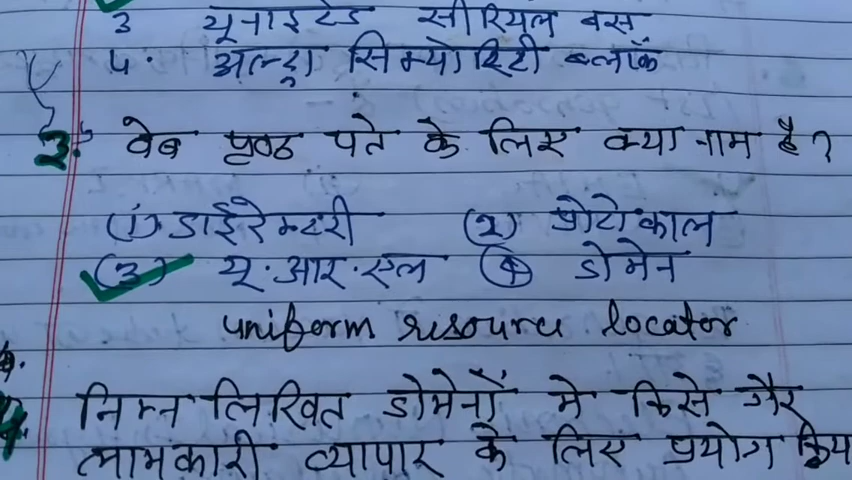 3 यूनाइटेड सीरियल बस
4. अल्ट्रा सिक्योरिटी ब्लॉक
3. वेब पृष्ठ पते के लिए क्या नाम है?
(1) डाईरेक्टरी (2) प्रोटोकाल
(3) यू.आर.एल (4) डोमेन
uniform resource locator
निम्न लिखित डोमेनों मे किसे गैर
लाभकारी व्यापार के लिए प्रयोग किय